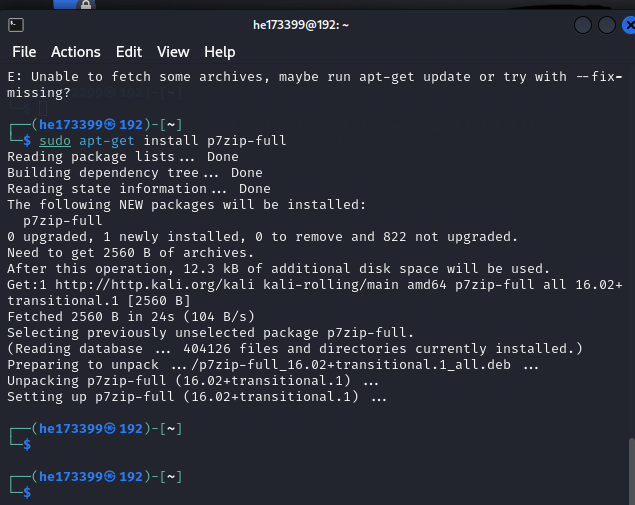 he173399@192: ~
File Actions Edit View Help
E: Unable to fetch some archives, maybe run apt-get update or try with --fix-
missing?
┌──(he173399㉿192)-[~]
└─$ sudo apt-get install p7zip-full
Reading package lists... Done
Building dependency tree... Done
Reading state information... Done
The following NEW packages will be installed:
p7zip-full
0 upgraded, 1 newly installed, 0 to remove and 822 not upgraded.
Need to get 2560 B of archives.
After this operation, 12.3 kB of additional disk space will be used.
Get:1 http://http.kali.org/kali kali-rolling/main amd64 p7zip-full all 16.02+
transitional.1 [2560 B]
Fetched 2560 B in 24s (104 B/s)
Selecting previously unselected package p7zip-full.
(Reading database ... 404126 files and directories currently installed.)
Preparing to unpack .../p7zip-full_16.02+transitional.1_all.deb ...
Unpacking p7zip-full (16.02+transitional.1) ...
Setting up p7zip-full (16.02+transitional.1) ...
┌──(he173399㉿192)-[~]
└─$
┌──(he173399㉿192)-[~]
└─$